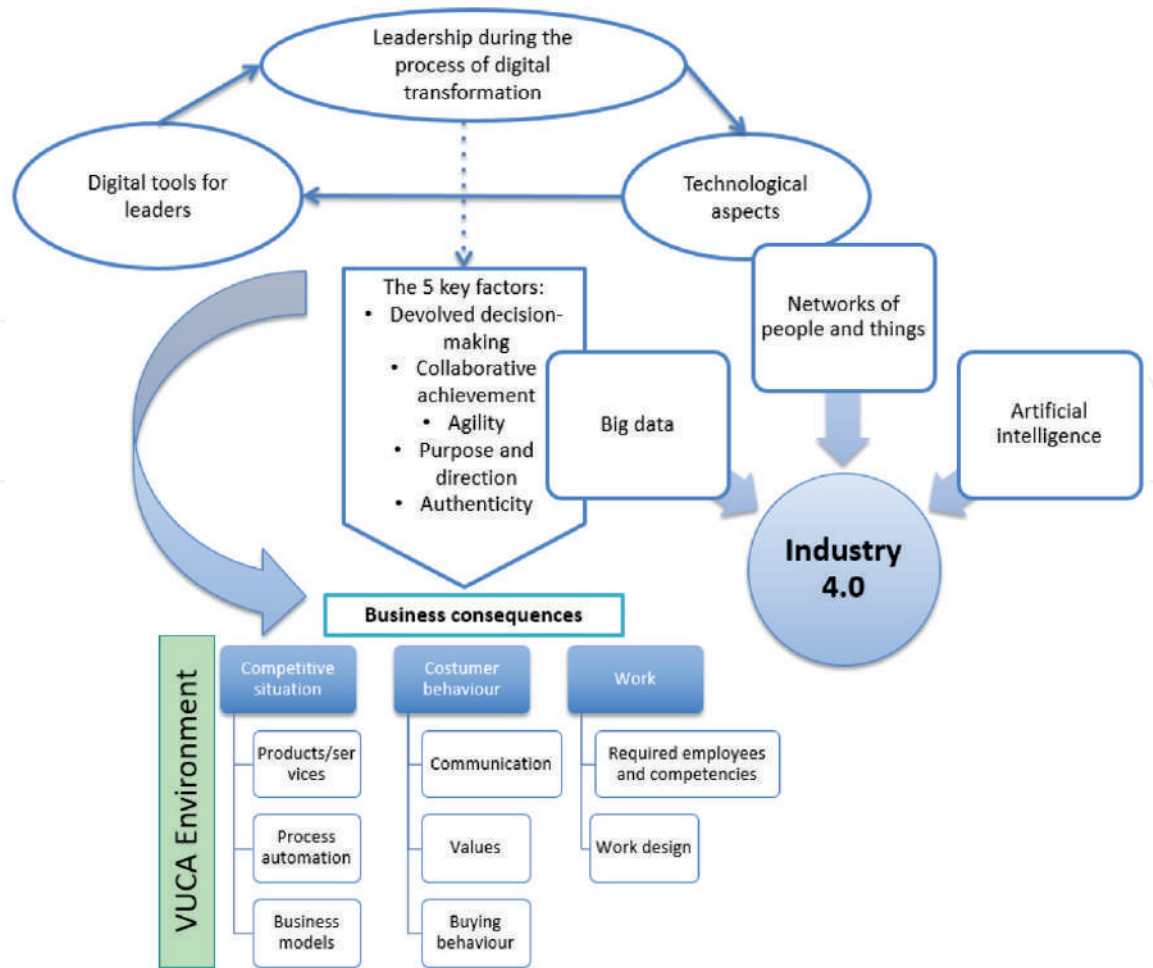 Leadership during the
process of digital
transformation
Digital tools for
leaders
Technological
aspects
The 5 key factors:
• Devolved decision-
making
• Collaborative
achievement
• Agility
• Purpose and
direction
• Authenticity
Networks of
people and things
Big data
Artificial
intelligence
Industry
4.0
Business consequences
VUCA Environment
Competitive
situation
Products/ser
vices
Process
automation
Business
models
Costumer
behaviour
Communication
Values
Buying
behaviour
Work
Required employees
and competencies
Work design